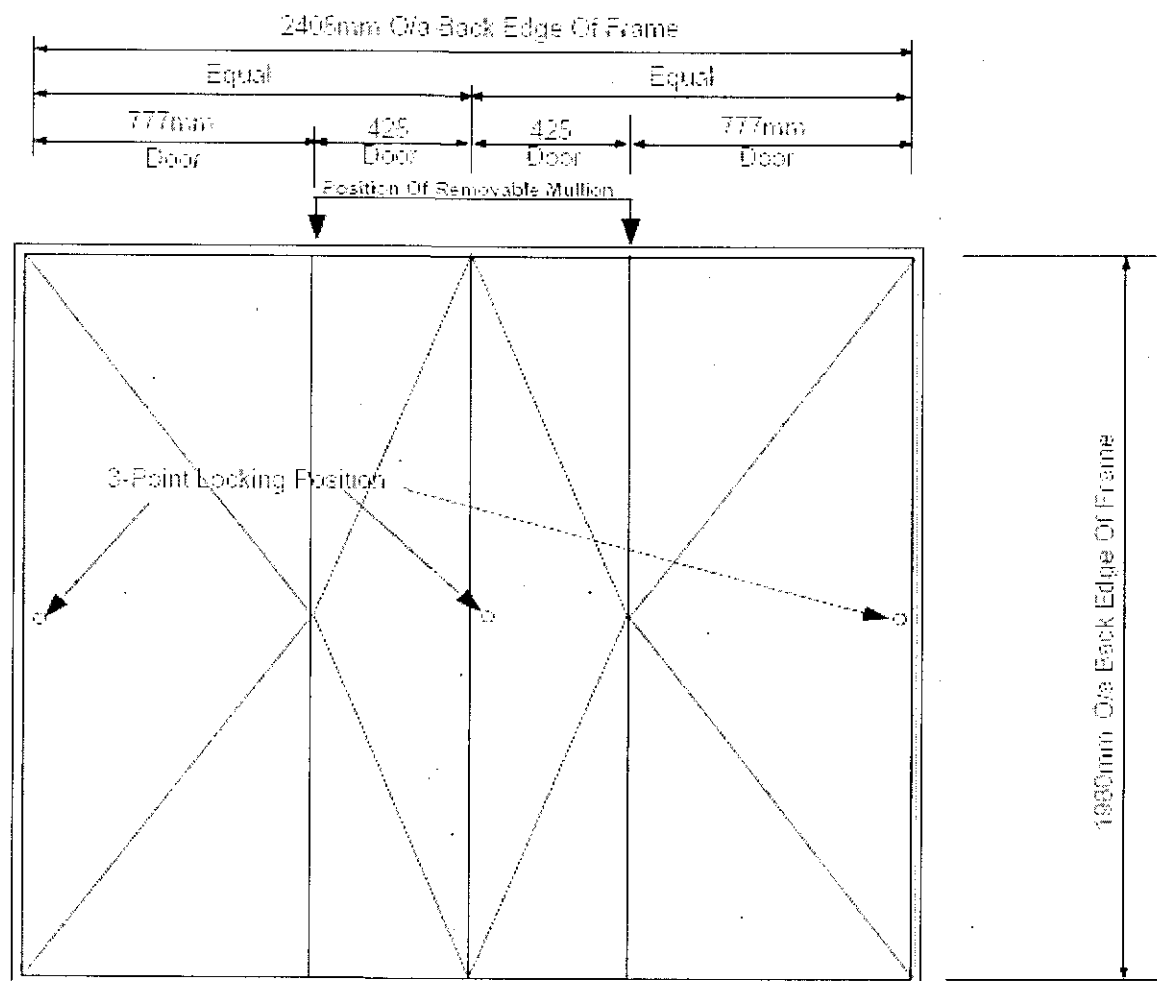 2408mm O/a Back Edge Of Frame
Equal Equal
777mm 425 425 777mm
Door Door Door Door
Position Of Removable Mullion
3-Point Locking Position
1980mm O/a Back Edge Of Frame